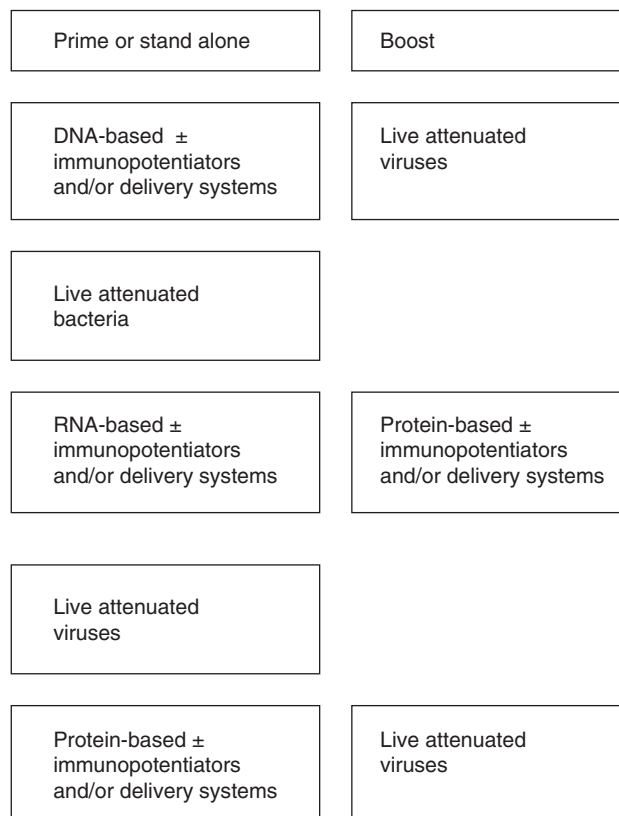 Prime or stand alone
Boost
DNA-based ±
immunopotentiators
and/or delivery systems
Live attenuated
viruses
Live attenuated
bacteria
RNA-based ±
immunopotentiators
and/or delivery systems
Protein-based ±
immunopotentiators
and/or delivery systems
Live attenuated
viruses
Protein-based ±
immunopotentiators
and/or delivery systems
Live attenuated
viruses